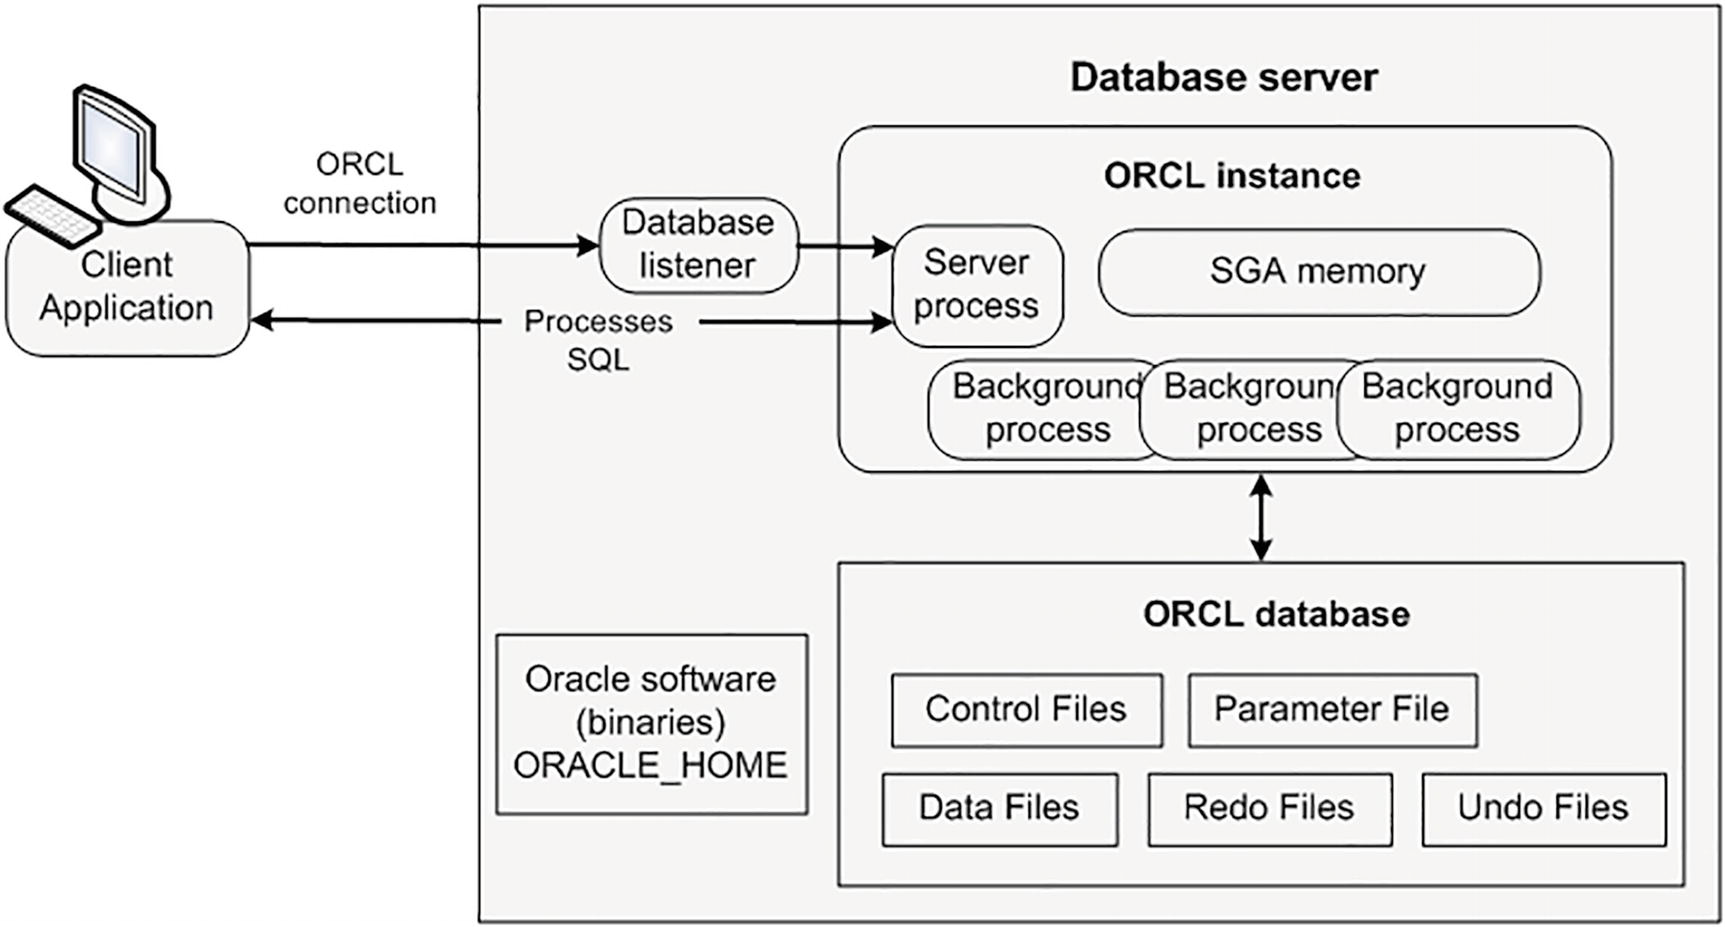 Database server
ORCL instance
ORCL
connection
Client
Application
Database
listener
Processes
SQL
Server
process
SGA memory
Background
process
Backgroun
process
Background
process
ORCL database
Control Files
Parameter File
Data Files
Redo Files
Undo Files
Oracle software
(binaries)
ORACLE_HOME